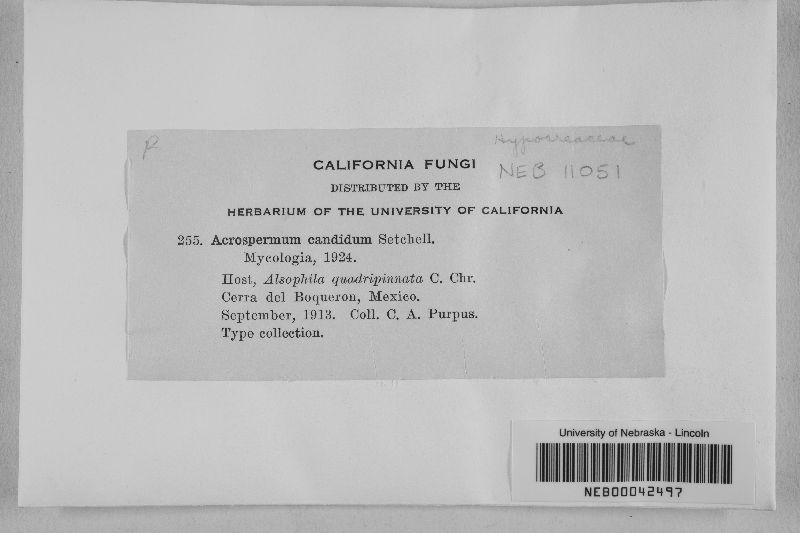 P
Hypocreaceae
CALIFORNIA FUNGI
NEB 11051
DISTRIBUTED BY THE
HERBARIUM OF THE UNIVERSITY OF CALIFORNIA
255. Acrospermum candidum Setchell.
Mycologia, 1924.
Host, Alsophila quadripinnata C. Chr.
Cerra del Boqueron, Mexico.
September, 1913. Coll. C. A. Purpus.
Type collection.
University of Nebraska - Lincoln
NEB00042497